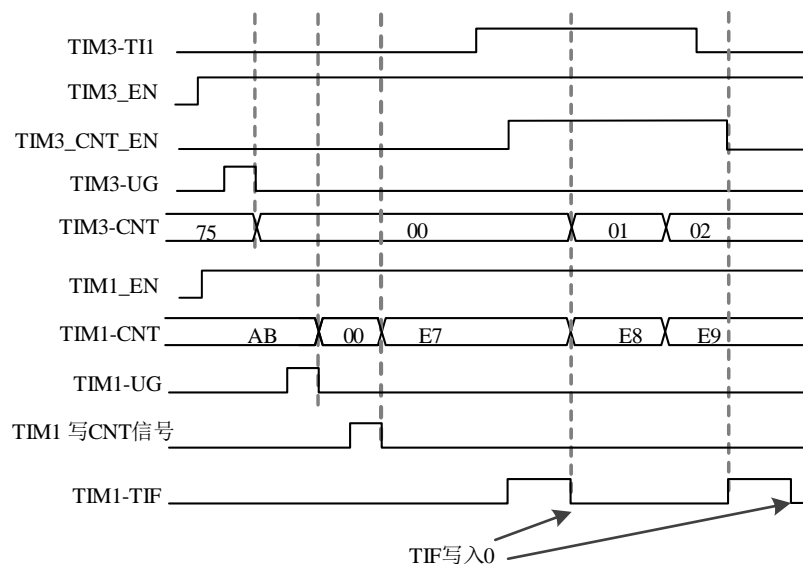 TIM3-TI1
TIM3_EN
TIM3_CNT_EN
TIM3-UG
TIM3-CNT 75 00 01 02
TIM1_EN
TIM1-CNT AB 00 E7 E8 E9
TIM1-UG
TIM1 写CNT信号
TIM1-TIF
TIF写入0